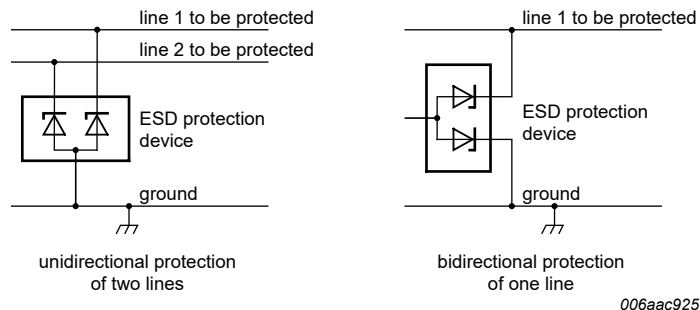 line 1 to be protected
line 2 to be protected
ESD protection
device
ground
unidirectional protection
of two lines
line 1 to be protected
ESD protection
device
ground
bidirectional protection
of one line
006aac925